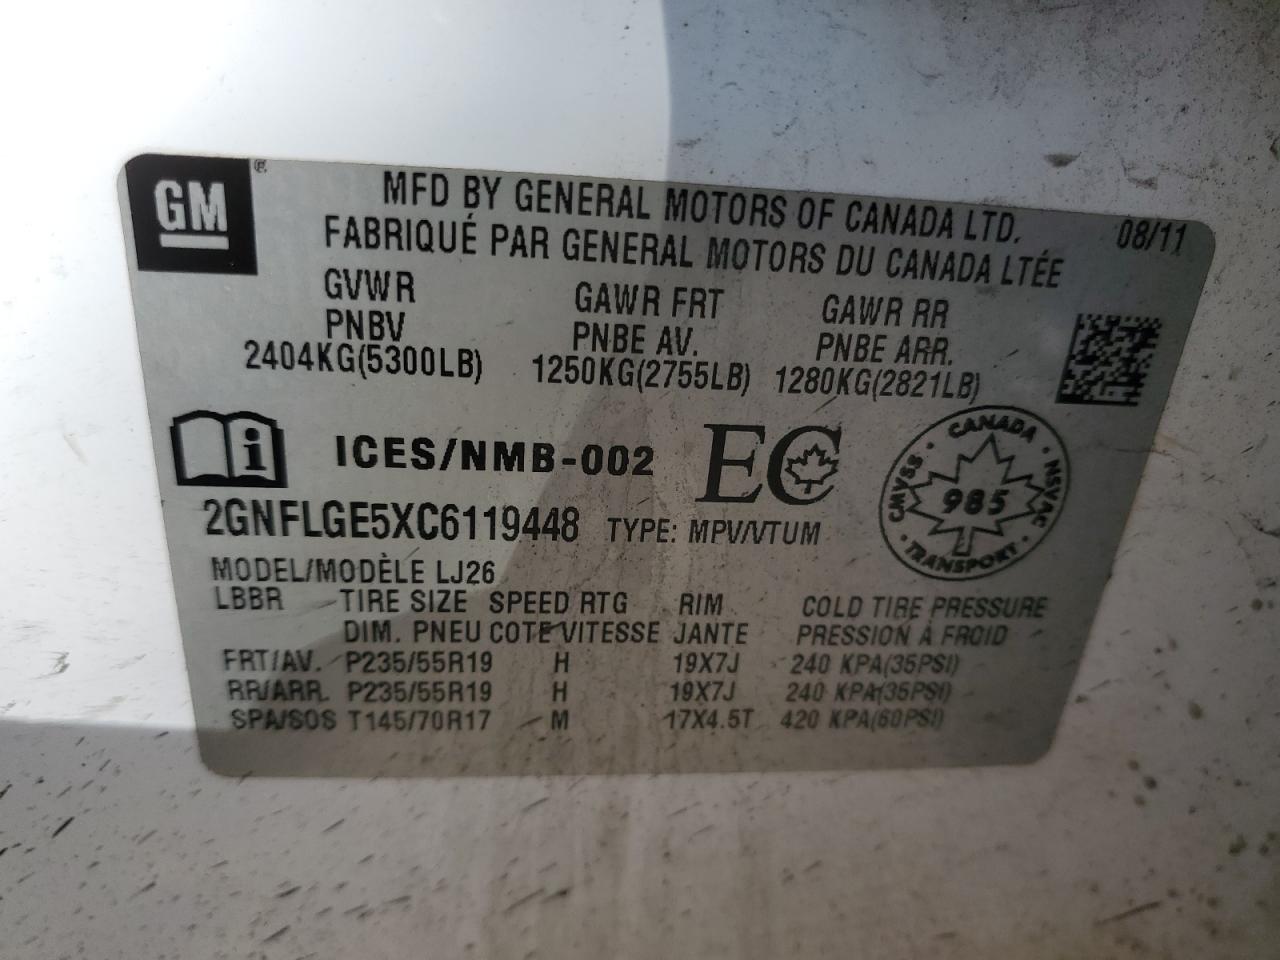 GM ®
MFD BY GENERAL MOTORS OF CANADA LTD. 08/11
FABRIQUÉ PAR GENERAL MOTORS DU CANADA LTÉE
GVWR GAWR FRT GAWR RR
PNBV PNBE AV. PNBE ARR.
2404KG(5300LB) 1250KG(2755LB) 1280KG(2821LB)
i ICES/NMB-002 EC
CANADA
CMVSS 985 NSVAC
TRANSPORT
2GNFLGE5XC6119448 TYPE: MPV/VTUM
MODEL/MODÈLE LJ26
LBBR TIRE SIZE SPEED RTG RIM COLD TIRE PRESSURE
DIM. PNEU COTE VITESSE JANTE PRESSION À FROID
FRT/AV. P235/55R19 H 19X7J 240 KPA(35PSI)
RR/ARR. P235/55R19 H 19X7J 240 KPA(35PSI)
SPA/SOS T145/70R17 M 17X4.5T 420 KPA(60PSI)